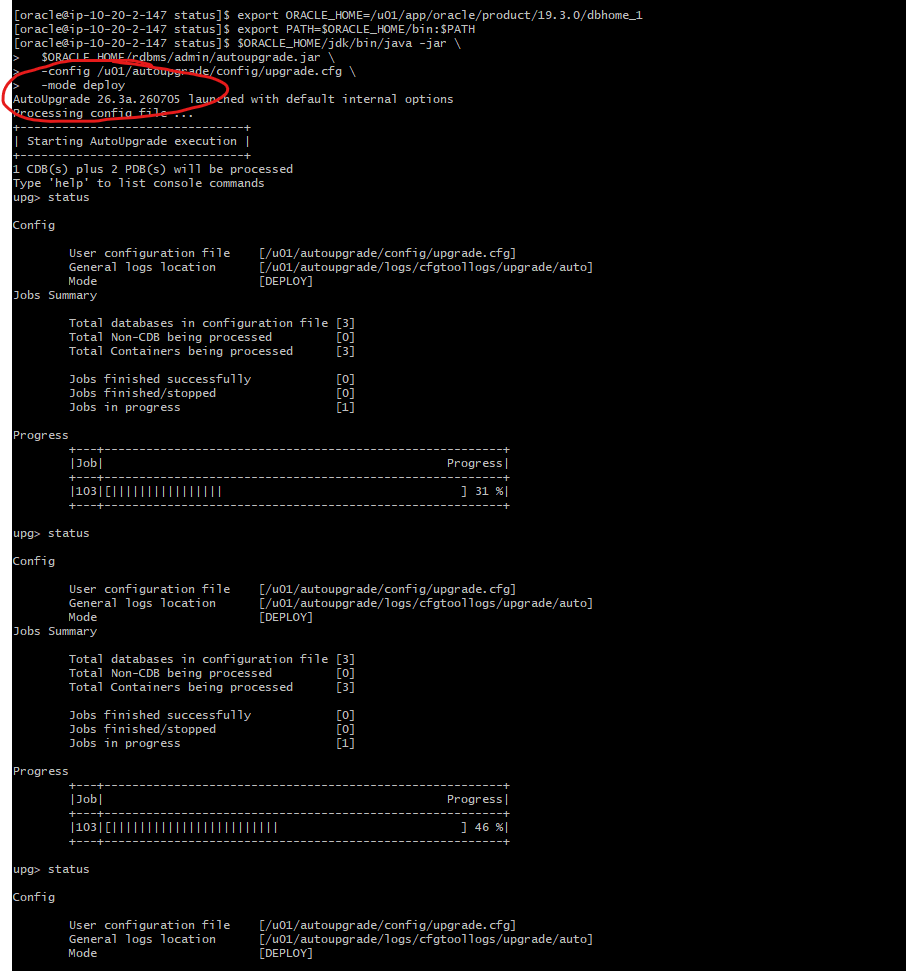 [oracle@ip-10-20-2-147 status]$ export ORACLE_HOME=/u01/app/oracle/product/19.3.0/dbhome_1
[oracle@ip-10-20-2-147 status]$ export PATH=$ORACLE_HOME/bin:$PATH
[oracle@ip-10-20-2-147 status]$ $ORACLE_HOME/jdk/bin/java -jar \
> $ORACLE_HOME/rdbms/admin/autoupgrade.jar \
> -config /u01/autoupgrade/config/upgrade.cfg \
> -mode deploy
AutoUpgrade 26.3a.260705 launched with default internal options
Processing config file ...
+--------------------------------+
| Starting AutoUpgrade execution |
+--------------------------------+
1 CDB(s) plus 2 PDB(s) will be processed
Type 'help' to list console commands
upg> status
Config
User configuration file [/u01/autoupgrade/config/upgrade.cfg]
General logs location [/u01/autoupgrade/logs/cfgtoollogs/upgrade/auto]
Mode [DEPLOY]
Jobs Summary
Total databases in configuration file [3]
Total Non-CDB being processed [0]
Total Containers being processed [3]
Jobs finished successfully [0]
Jobs finished/stopped [0]
Jobs in progress [1]
Progress
+---+---------------------------------------------------------+
|Job| Progress|
+---+---------------------------------------------------------+
|103|[|||||||||||||||| ] 31 %|
+---+---------------------------------------------------------+
upg> status
Config
User configuration file [/u01/autoupgrade/config/upgrade.cfg]
General logs location [/u01/autoupgrade/logs/cfgtoollogs/upgrade/auto]
Mode [DEPLOY]
Jobs Summary
Total databases in configuration file [3]
Total Non-CDB being processed [0]
Total Containers being processed [3]
Jobs finished successfully [0]
Jobs finished/stopped [0]
Jobs in progress [1]
Progress
+---+---------------------------------------------------------+
|Job| Progress|
+---+---------------------------------------------------------+
|103|[|||||||||||||||||||||||| ] 46 %|
+---+---------------------------------------------------------+
upg> status
Config
User configuration file [/u01/autoupgrade/config/upgrade.cfg]
General logs location [/u01/autoupgrade/logs/cfgtoollogs/upgrade/auto]
Mode [DEPLOY]